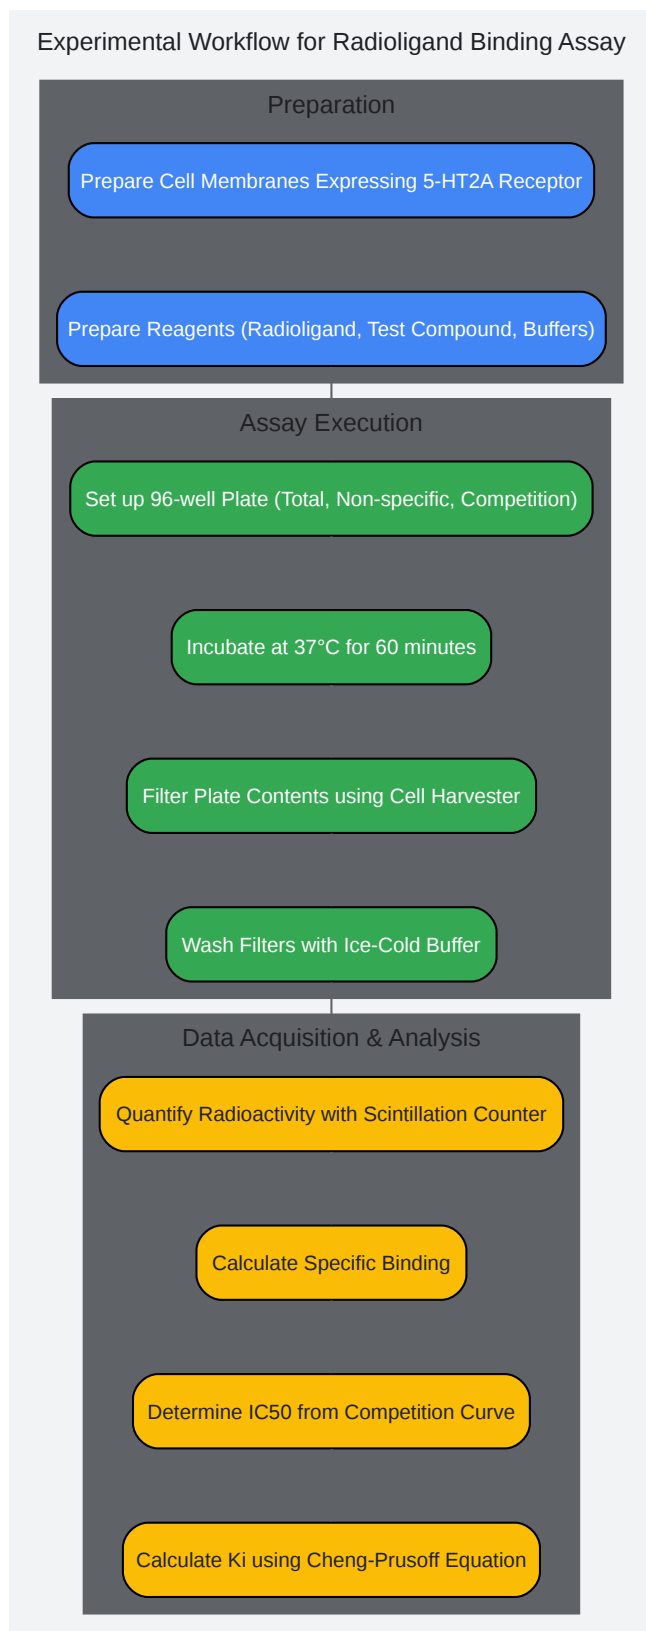 Experimental Workflow for Radioligand Binding Assay
Preparation
Prepare Cell Membranes Expressing 5-HT2A Receptor
Prepare Reagents (Radioligand, Test Compound, Buffers)
Assay Execution
Set up 96-well Plate (Total, Non-specific, Competition)
Incubate at 37°C for 60 minutes
Filter Plate Contents using Cell Harvester
Wash Filters with Ice-Cold Buffer
Data Acquisition & Analysis
Quantify Radioactivity with Scintillation Counter
Calculate Specific Binding
Determine IC50 from Competition Curve
Calculate Ki using Cheng-Prusoff Equation